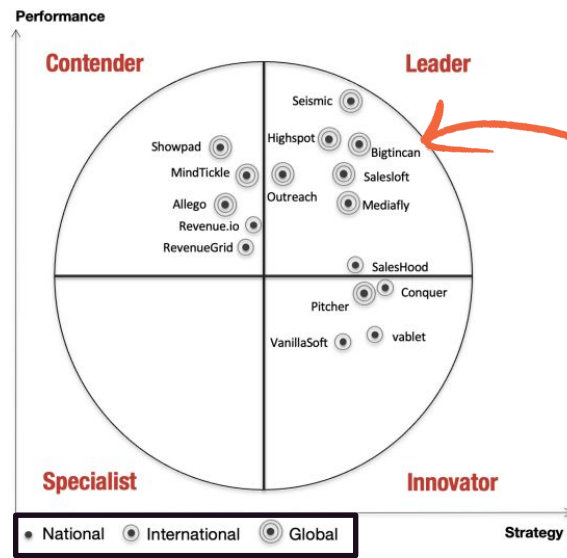 Performance
Contender
Leader
Seismic
Highspot
Bigtincan
Showpad
MindTickle
Outreach
Salesloft
Allego
Mediafly
Revenue.io
RevenueGrid
SalesHood
Pitcher
Conquer
VanillaSoft
vablet
Specialist
Innovator
National
International
Global
Strategy